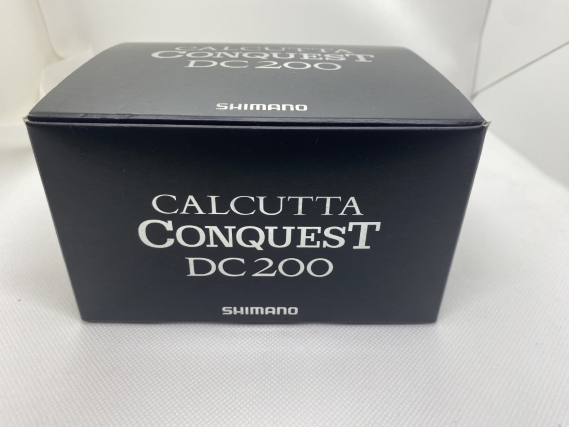 CALCUTTA
CONQUEST
DC 200
SHIMANO
CALCUTTA
CONQUEST
DC 200
SHIMANO